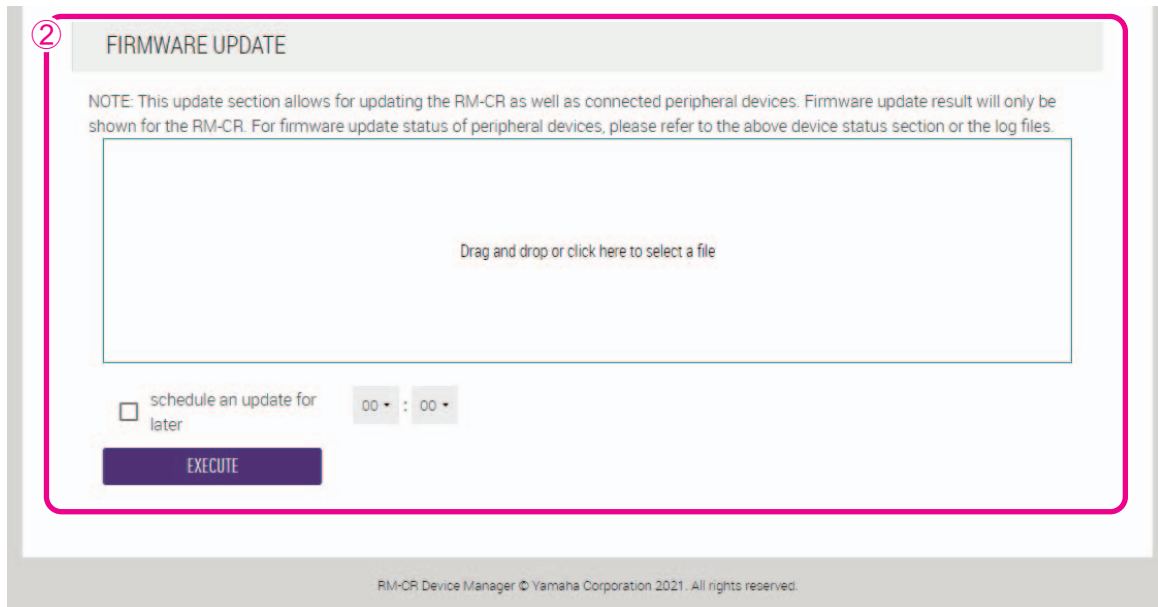 ②
FIRMWARE UPDATE
NOTE: This update section allows for updating the RM-CR as well as connected peripheral devices. Firmware update result will only be
shown for the RM-CR. For firmware update status of peripheral devices, please refer to the above device status section or the log files.
Drag and drop or click here to select a file
schedule an update for
later
00 : 00
EXECUTE
RM-CR Device Manager © Yamaha Corporation 2021. All rights reserved.